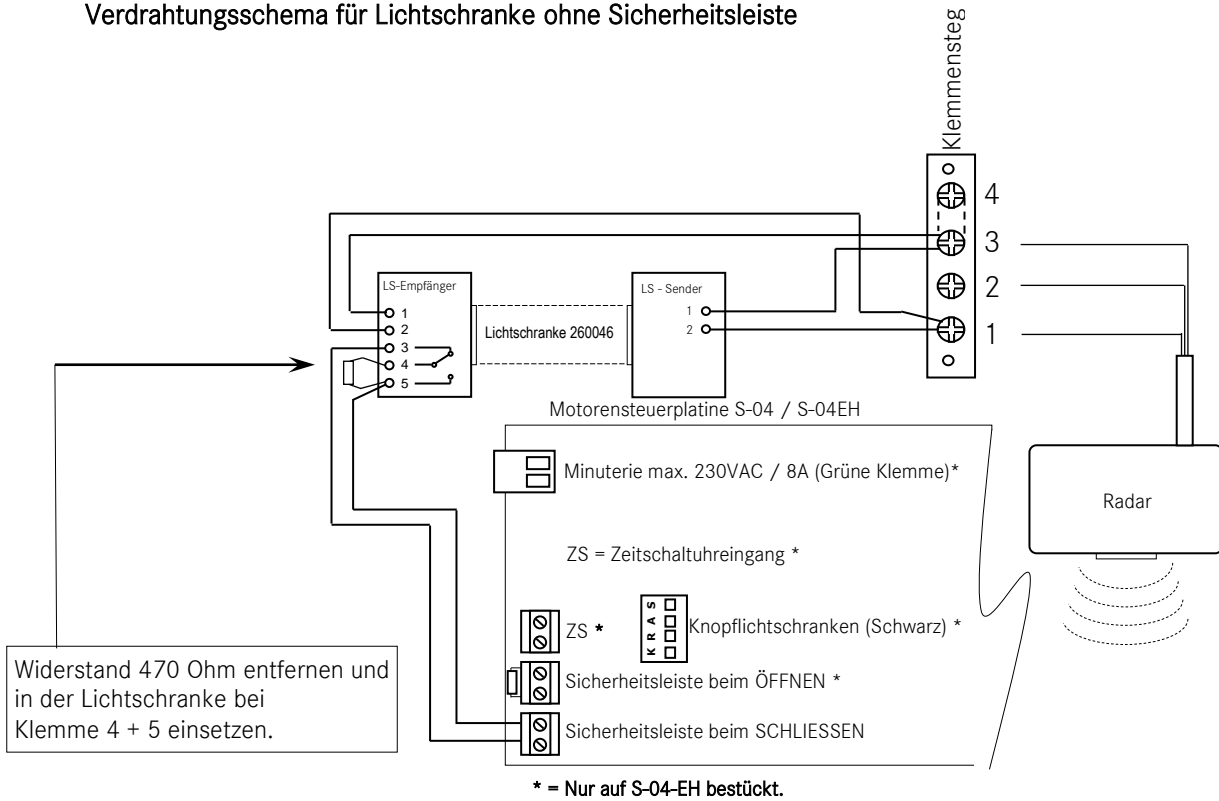 Verdrahtungsschema für Lichtschranke ohne Sicherheitsleiste
Klemmensteg
4
3
2
1
LS-Empfänger
1
2
3
4
5
Lichtschranke 260046
LS - Sender
1
2
Motorensteuerplatine S-04 / S-04EH
Minuterie max. 230VAC / 8A (Grüne Klemme)*
Radar
ZS = Zeitschaltuhreingang *
ZS *
K R A S
Knopflichtschranken (Schwarz) *
Sicherheitsleiste beim ÖFFNEN *
Sicherheitsleiste beim SCHLIESSEN
Widerstand 470 Ohm entfernen und
in der Lichtschranke bei
Klemme 4 + 5 einsetzen.
* = Nur auf S-04-EH bestückt.